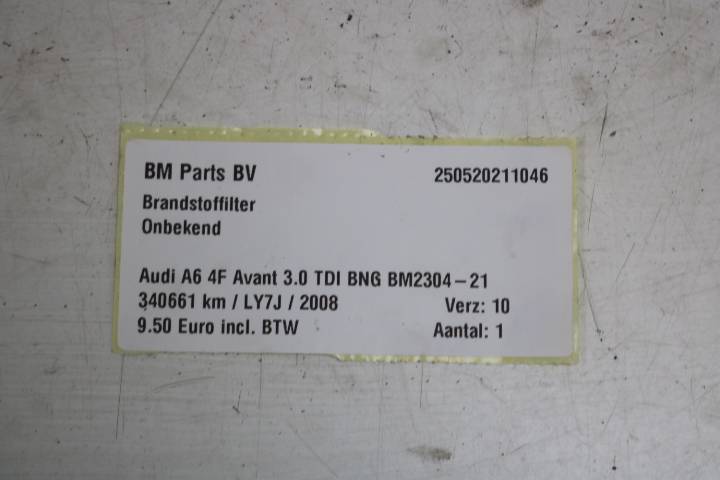 BM Parts BV 250520211046
Brandstoffilter
Onbekend
Audi A6 4F Avant 3.0 TDI BNG BM2304-21
340661 km / LY7J / 2008 Verz: 10
9.50 Euro incl. BTW Aantal: 1